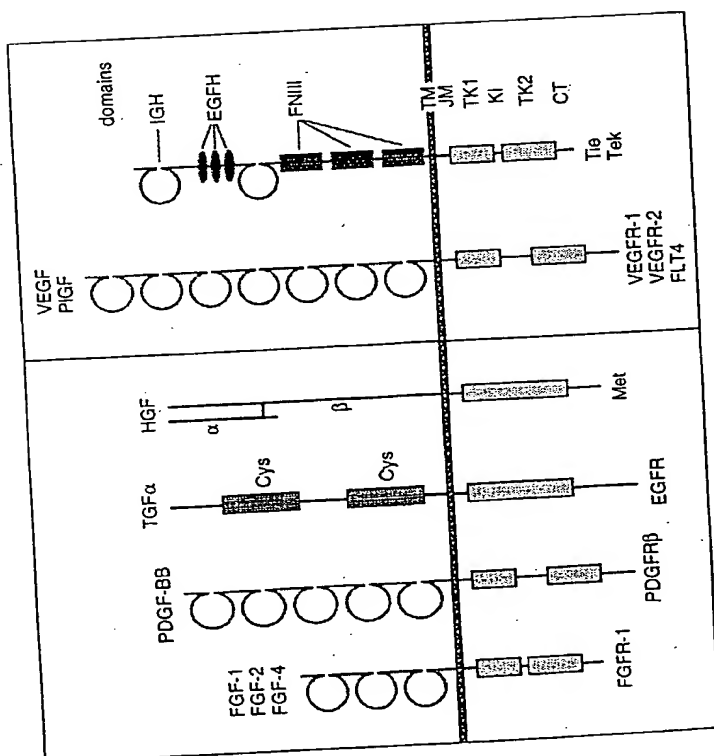 FGF-1
FGF-2
FGF-4
PDGF-BB
TGFα
HGF
VEGF
PlGF
domains
IGH
EGFH
FNIII
Cys
Cys
α
β
TM
JM
TK1
KI
TK2
CT
FGFR-1
PDGFRβ
EGFR
Met
VEGFR-1
VEGFR-2
FLT4
Tie
Tek